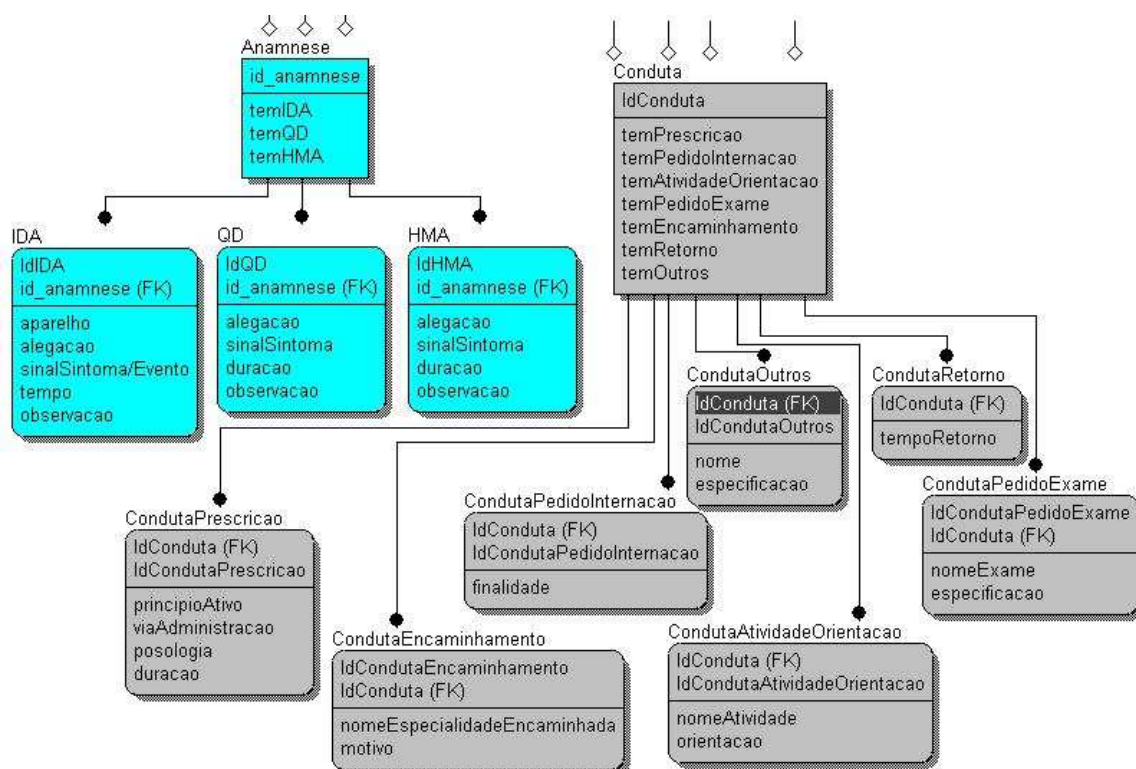 Anamnese
id_anamnese
temIDA
temQD
temHMA
Conduta
IdConduta
temPrescricao
temPedidoInternacao
temAtividadeOrientacao
temPedidoExame
temEncaminhamento
temRetorno
temOutros
IDA
IdIDA
id_anamnese (FK)
aparelho
alegacao
sinalSintoma/Evento
tempo
observacao
QD
IdQD
id_anamnese (FK)
alegacao
sinalSintoma
duracao
observacao
HMA
IdHMA
id_anamnese (FK)
alegacao
sinalSintoma
duracao
observacao
CondutaOutros
IdConduta (FK)
IdCondutaOutros
nome
especificacao
CondutaRetorno
IdConduta (FK)
tempoRetorno
CondutaPedidoExame
IdCondutaPedidoExame
IdConduta (FK)
nomeExame
especificacao
CondutaPedidoInternacao
IdConduta (FK)
IdCondutaPedidoInternacao
finalidade
CondutaPrescricao
IdConduta (FK)
IdCondutaPrescricao
principioAtivo
viaAdministracao
posologia
duracao
CondutaEncaminhamento
IdCondutaEncaminhamento
IdConduta (FK)
nomeEspecialidadeEncaminhada
motivo
CondutaAtividadeOrientacao
IdConduta (FK)
IdCondutaAtividadeOrientacao
nomeAtividade
orientacao